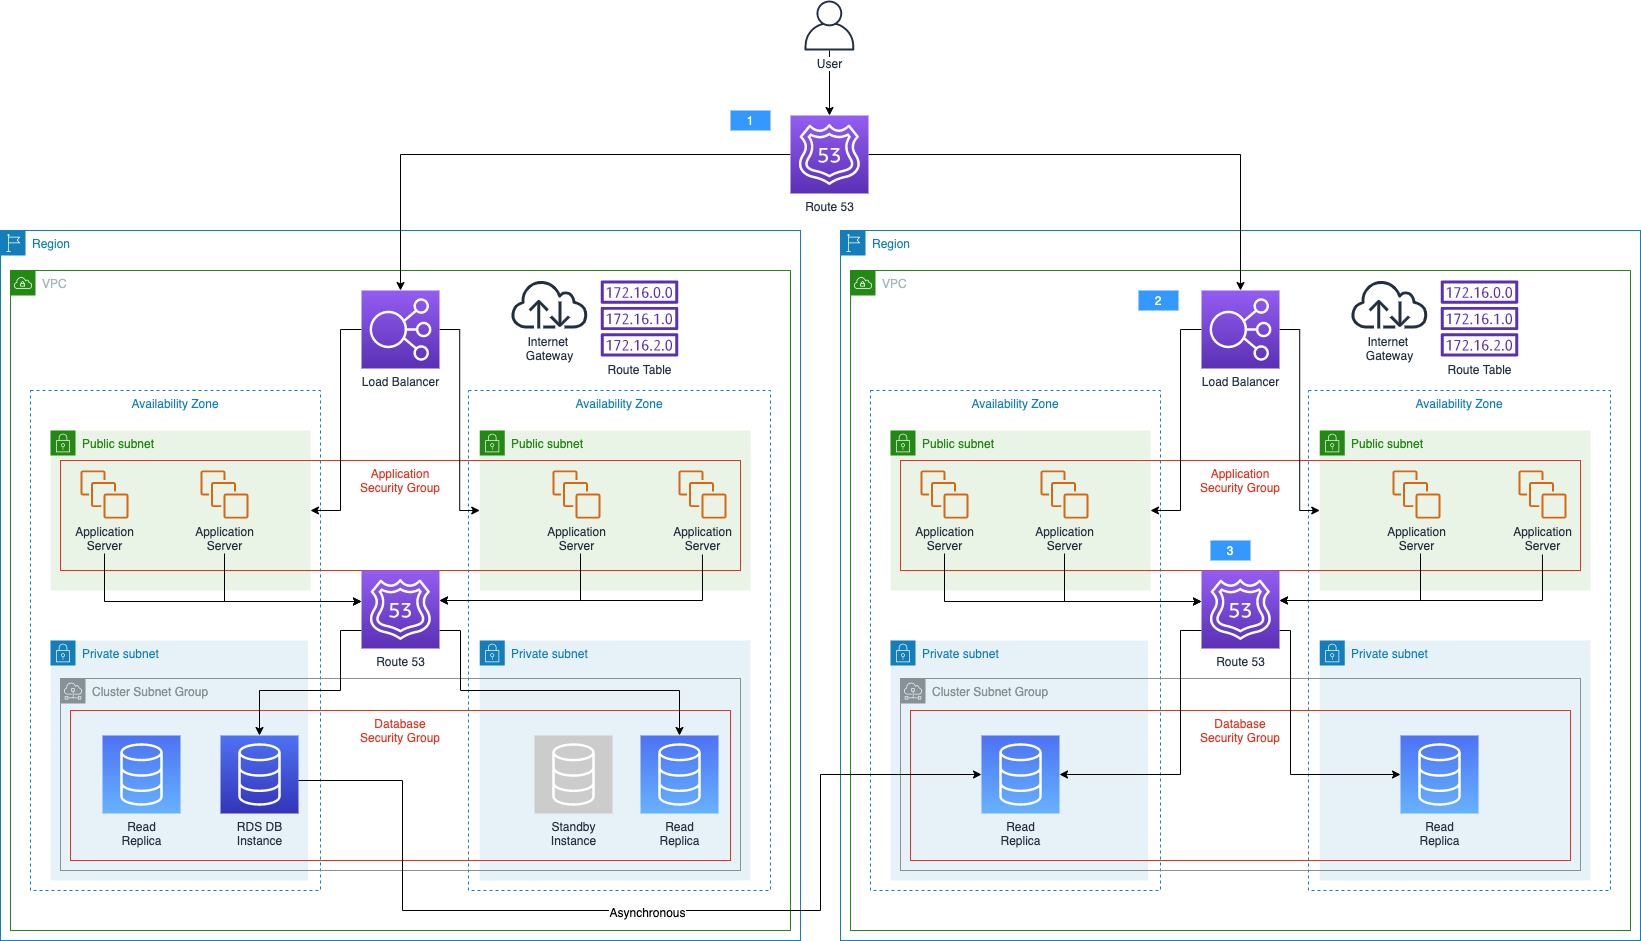 User
1
53
Route 53
Region
VPC
Load Balancer
Internet
Gateway
172.16.0.0
172.16.1.0
172.16.2.0
Route Table
Availability Zone
Availability Zone
Public subnet
Public subnet
Application
Security Group
Application
Server
Application
Server
Application
Server
Application
Server
53
Route 53
Private subnet
Private subnet
Cluster Subnet Group
Database
Security Group
Read
Replica
RDS DB
Instance
Standby
Instance
Read
Replica
Asynchronous
Region
VPC
2
Load Balancer
Internet
Gateway
172.16.0.0
172.16.1.0
172.16.2.0
Route Table
Availability Zone
Availability Zone
Public subnet
Public subnet
Application
Security Group
Application
Server
Application
Server
Application
Server
Application
Server
3
53
Route 53
Private subnet
Private subnet
Cluster Subnet Group
Database
Security Group
Read
Replica
Read
Replica